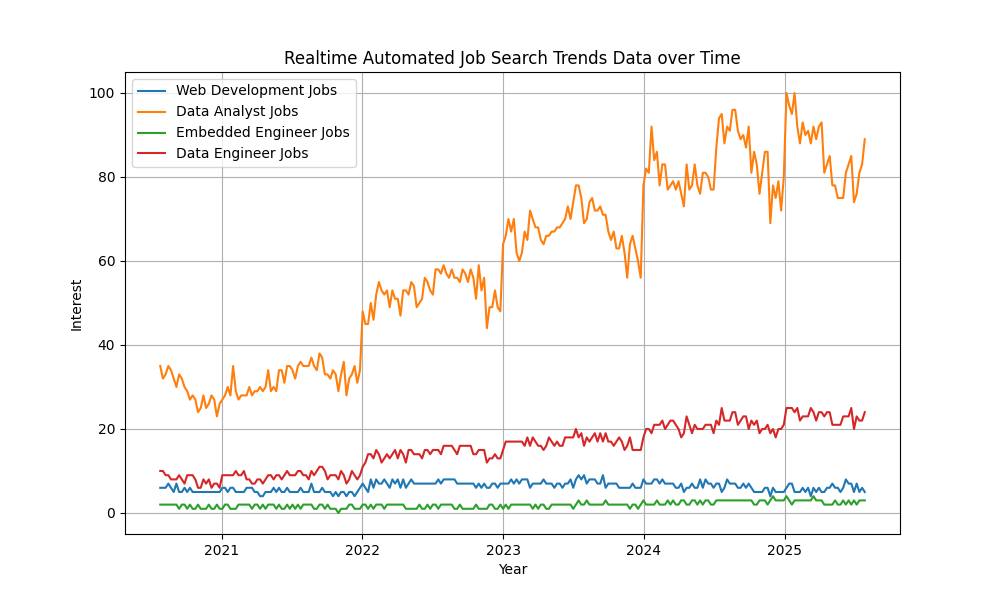 Realtime Automated Job Search Trends Data over Time
Web Development Jobs
Data Analyst Jobs
Embedded Engineer Jobs
Data Engineer Jobs
100
80
60
40
20
0
Interest
2021 2022 2023 2024 2025
Year